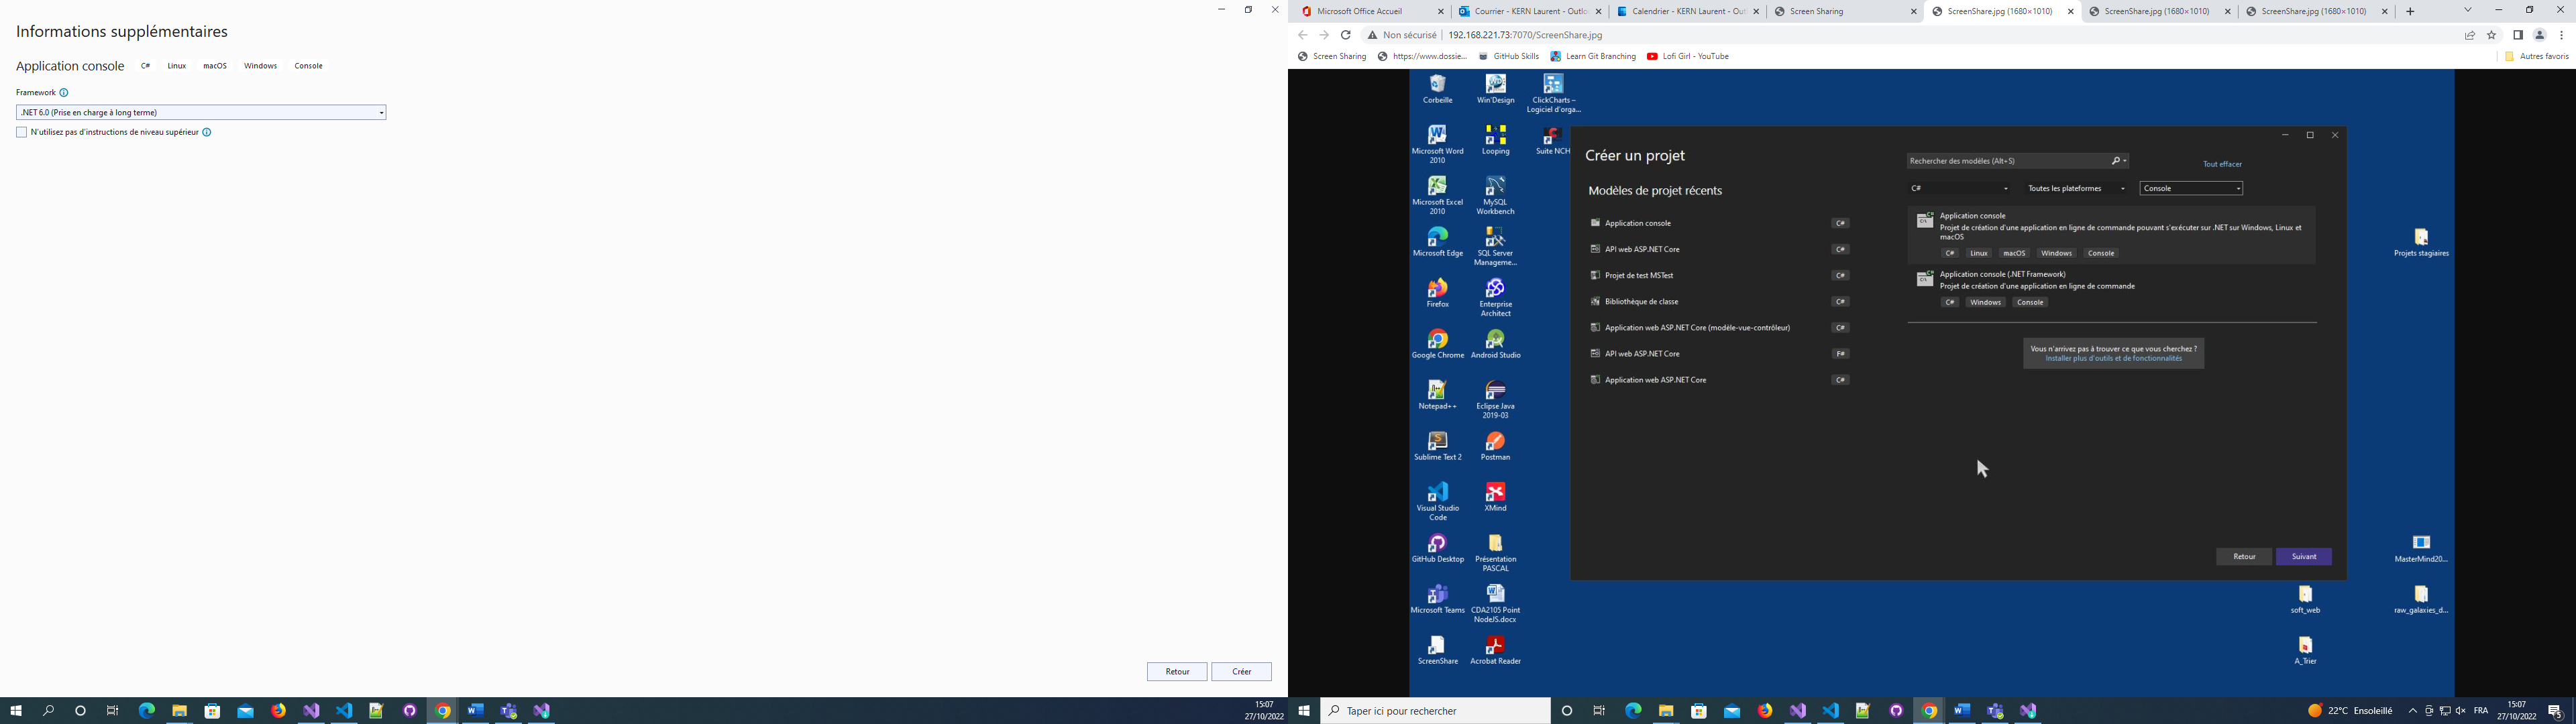 Informations supplémentaires
Application console C# Linux macOS Windows Console
Framework
.NET 6.0 (Prise en charge à long terme)
N'utilisez pas d'instructions de niveau supérieur
Retour Créer
15:07
27/10/2022
Microsoft Office Accueil
Courrier - KERN Laurent - Outlo
Calendrier - KERN Laurent - Out
Screen Sharing
ScreenShare.jpg (1680×1010)
ScreenShare.jpg (1680×1010)
ScreenShare.jpg (1680×1010)
Non sécurisé 192.168.221.73:7070/ScreenShare.jpg
Screen Sharing https://www.dossie... GitHub Skills Learn Git Branching Lofi Girl - YouTube Autres favoris
Corbeille
Win'Design
ClickCharts –
Logiciel d'orga...
Microsoft Word
2010
Looping
Suite NCH
Microsoft Excel
2010
MySQL
Workbench
Microsoft Edge
SQL Server
Manageme...
Firefox
Enterprise
Architect
Google Chrome
Android Studio
Notepad++
Eclipse Java
2019-03
Sublime Text 2
Postman
Visual Studio
Code
XMind
GitHub Desktop
Présentation
PASCAL
Microsoft Teams
CDA2105 Point
NodeJS.docx
ScreenShare
Acrobat Reader
Créer un projet
Modèles de projet récents
Application console C#
API web ASP.NET Core C#
Projet de test MSTest C#
Bibliothèque de classe C#
Application web ASP.NET Core (modèle-vue-contrôleur) C#
API web ASP.NET Core F#
Application web ASP.NET Core C#
Rechercher des modèles (Alt+S)
Tout effacer
C# Toutes les plateformes Console
Application console
Projet de création d'une application en ligne de commande pouvant s'exécuter sur .NET sur Windows, Linux et
macOS
C# Linux macOS Windows Console
Application console (.NET Framework)
Projet de création d'une application en ligne de commande
C# Windows Console
Vous n'arrivez pas à trouver ce que vous cherchez ?
Installer plus d'outils et de fonctionnalités
Retour Suivant
Projets stagiaires
MasterMind20...
soft_web
raw_galaxies_d...
A_Trier
Taper ici pour rechercher
22°C Ensoleillé
FRA
15:07
27/10/2022